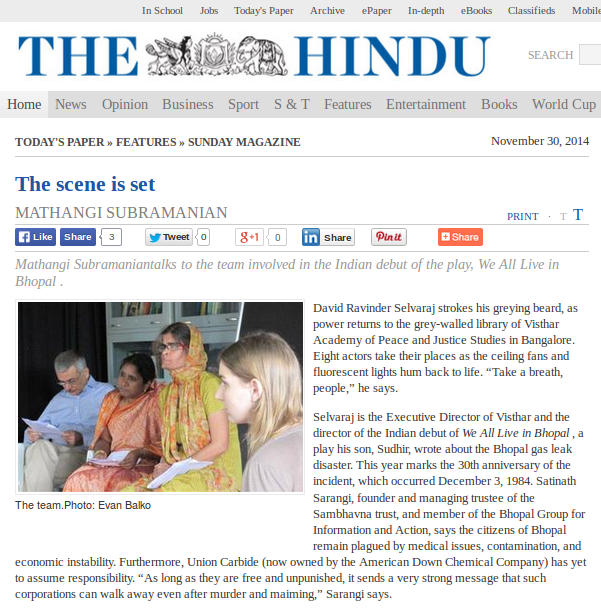 In School Jobs Today's Paper Archive ePaper In-depth eBooks Classifieds Mobile
THE HINDU
SEARCH
Home News Opinion Business Sport S & T Features Entertainment Books World Cup
TODAY'S PAPER » FEATURES » SUNDAY MAGAZINE
November 30, 2014
The scene is set
MATHANGI SUBRAMANIAN
PRINT · T T
Like Share 3 Tweet 0 g+1 0 in Share Pinit Share
Mathangi Subramaniantalks to the team involved in the Indian debut of the play, We All Live in
Bhopal .
David Ravinder Selvaraj strokes his greying beard, as
power returns to the grey-walled library of Visthar
Academy of Peace and Justice Studies in Bangalore.
Eight actors take their places as the ceiling fans and
fluorescent lights hum back to life. “Take a breath,
people,” he says.
Selvaraj is the Executive Director of Visthar and the
director of the Indian debut of We All Live in Bhopal , a
play his son, Sudhir, wrote about the Bhopal gas leak
disaster. This year marks the 30th anniversary of the
incident, which occurred December 3, 1984. Satinath
Sarangi, founder and managing trustee of the
Sambhavna trust, and member of the Bhopal Group for
Information and Action, says the citizens of Bhopal
remain plagued by medical issues, contamination, and
The team.Photo: Evan Balko
economic instability. Furthermore, Union Carbide (now owned by the American Down Chemical Company) has yet
to assume responsibility. “As long as they are free and unpunished, it sends a very strong message that such
corporations can walk away even after murder and maiming,” Sarangi says.